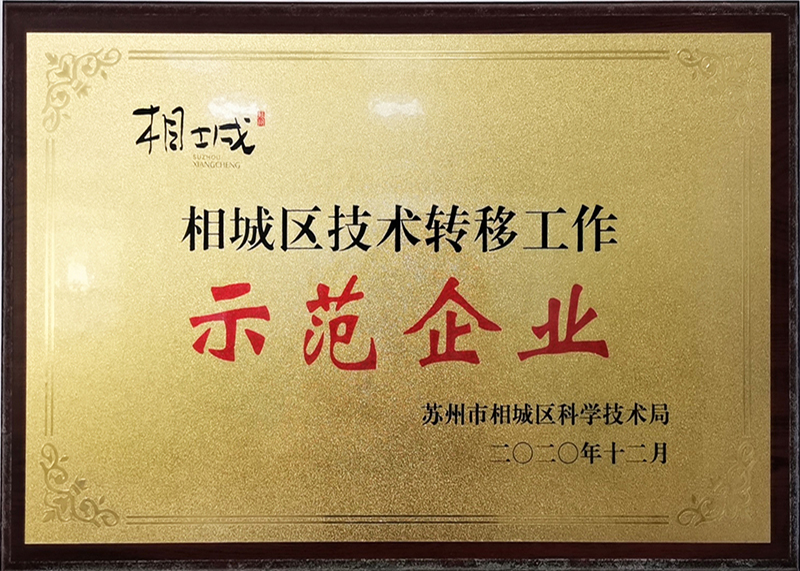 相城
SUZHOU
XIANGCHENG
相城区技术转移工作
示范企业
苏州市相城区科学技术局
二〇二〇年十二月